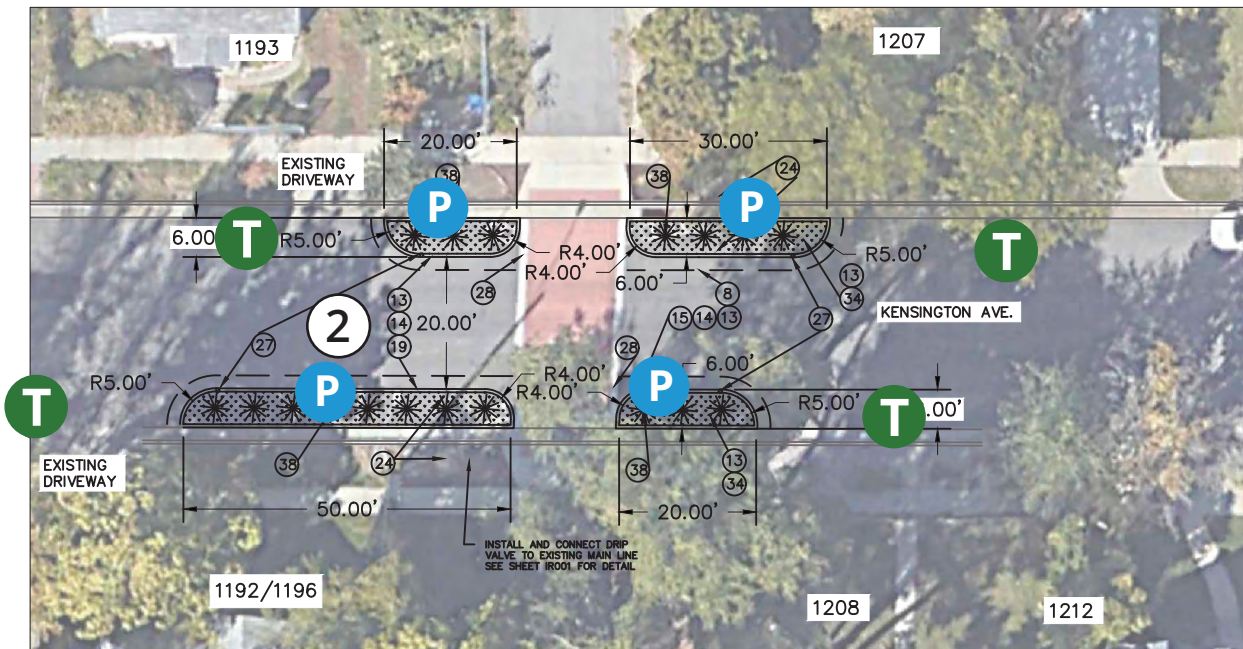 1193
1207
20.00'
30.00'
EXISTING
DRIVEWAY
38
P
38
P
24
6.00
T
R5.00'
R4.00'
R4.00'
R5.00'
T
6.00'
13
34
28
8
13
14
19
20.00'
2
27
15
14
13
27
KENSINGTON AVE.
28
6.00'
R5.00'
P
R4.00'
R4.00'
P
R5.00'
T
T
.00'
EXISTING
DRIVEWAY
38
24
38
13
34
50.00'
20.00'
INSTALL AND CONNECT DRIP
VALVE TO EXISTING MAIN LINE
SEE SHEET IR001 FOR DETAIL
1192/1196
1208
1212